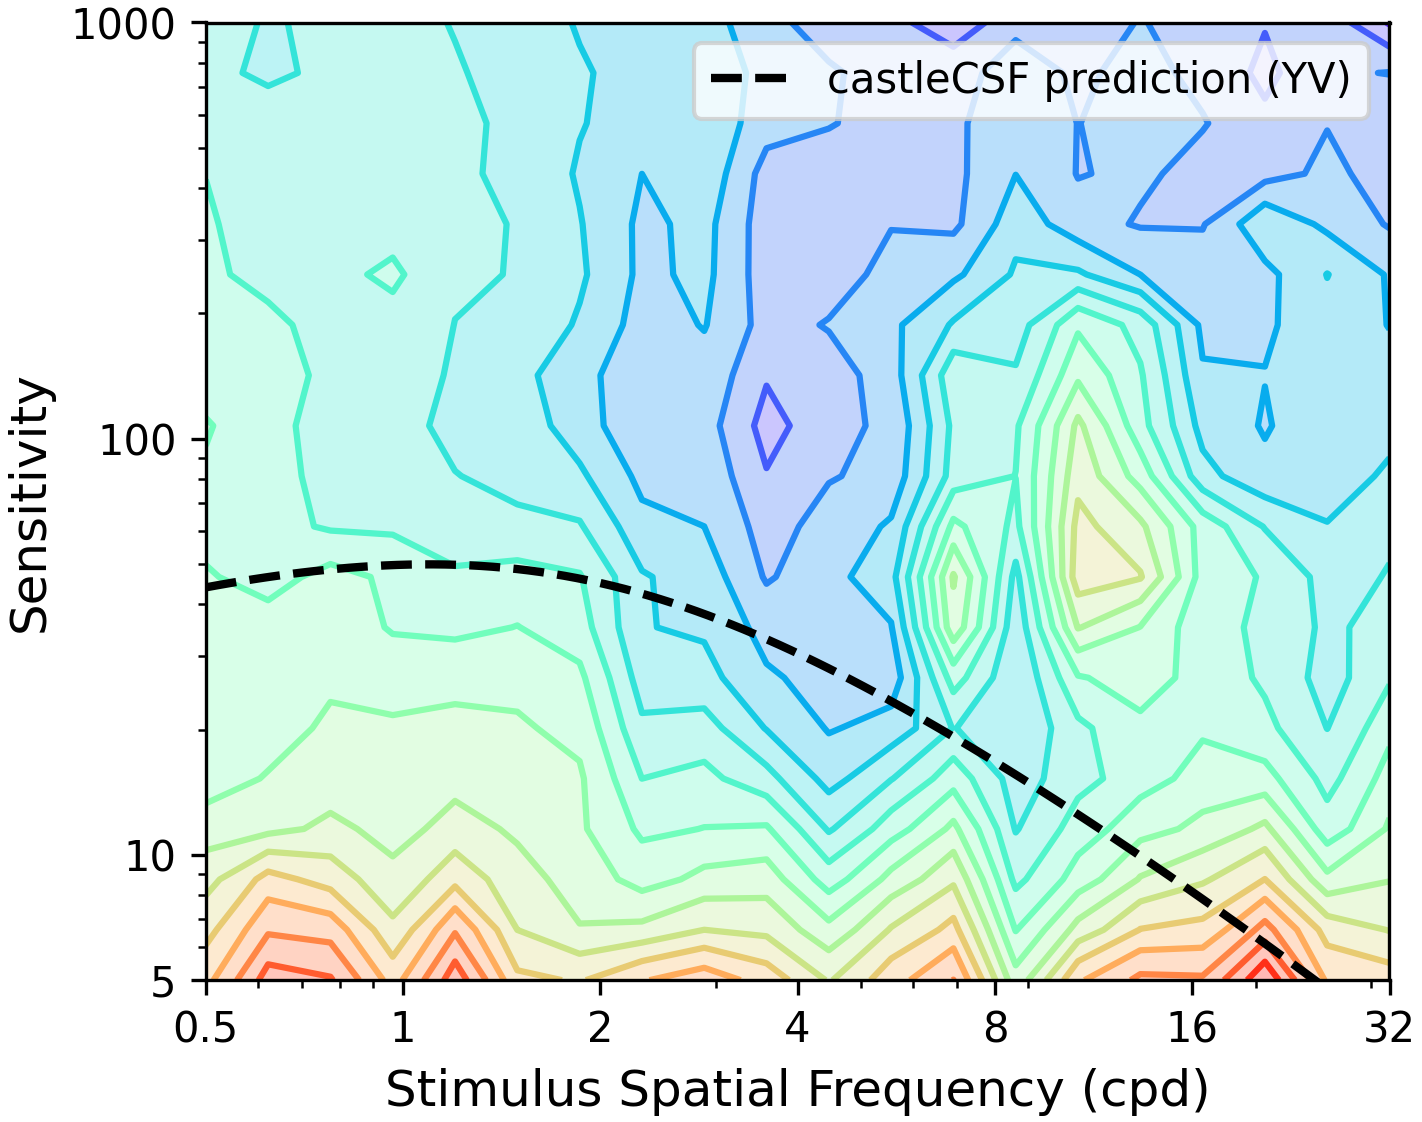 1000
castleCSF prediction (YV)
100
10
5
Sensitivity
0.5 1 2 4 8 16 32
Stimulus Spatial Frequency (cpd)